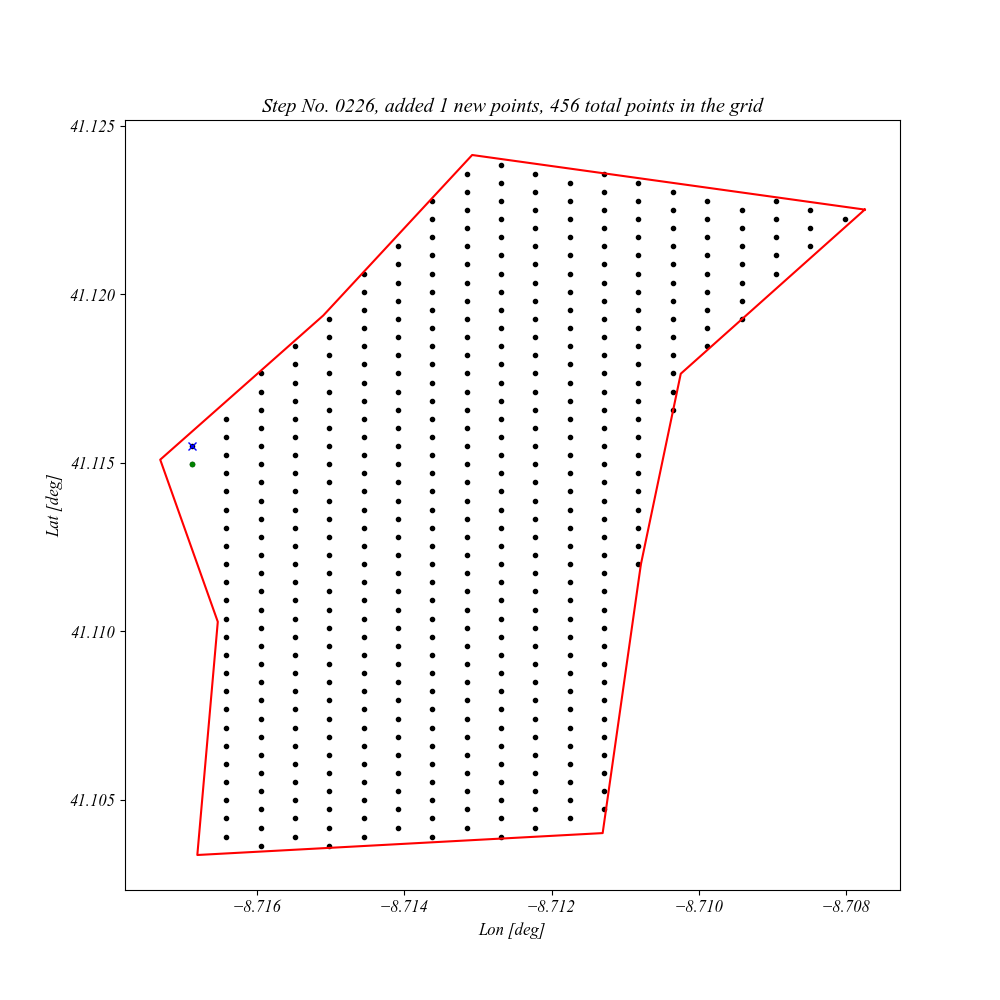 Step No. 0226, added 1 new points, 456 total points in the grid
41.125
41.120
41.115
41.110
41.105
Lat [deg]
−8.716 −8.714 −8.712 −8.710 −8.708
Lon [deg]